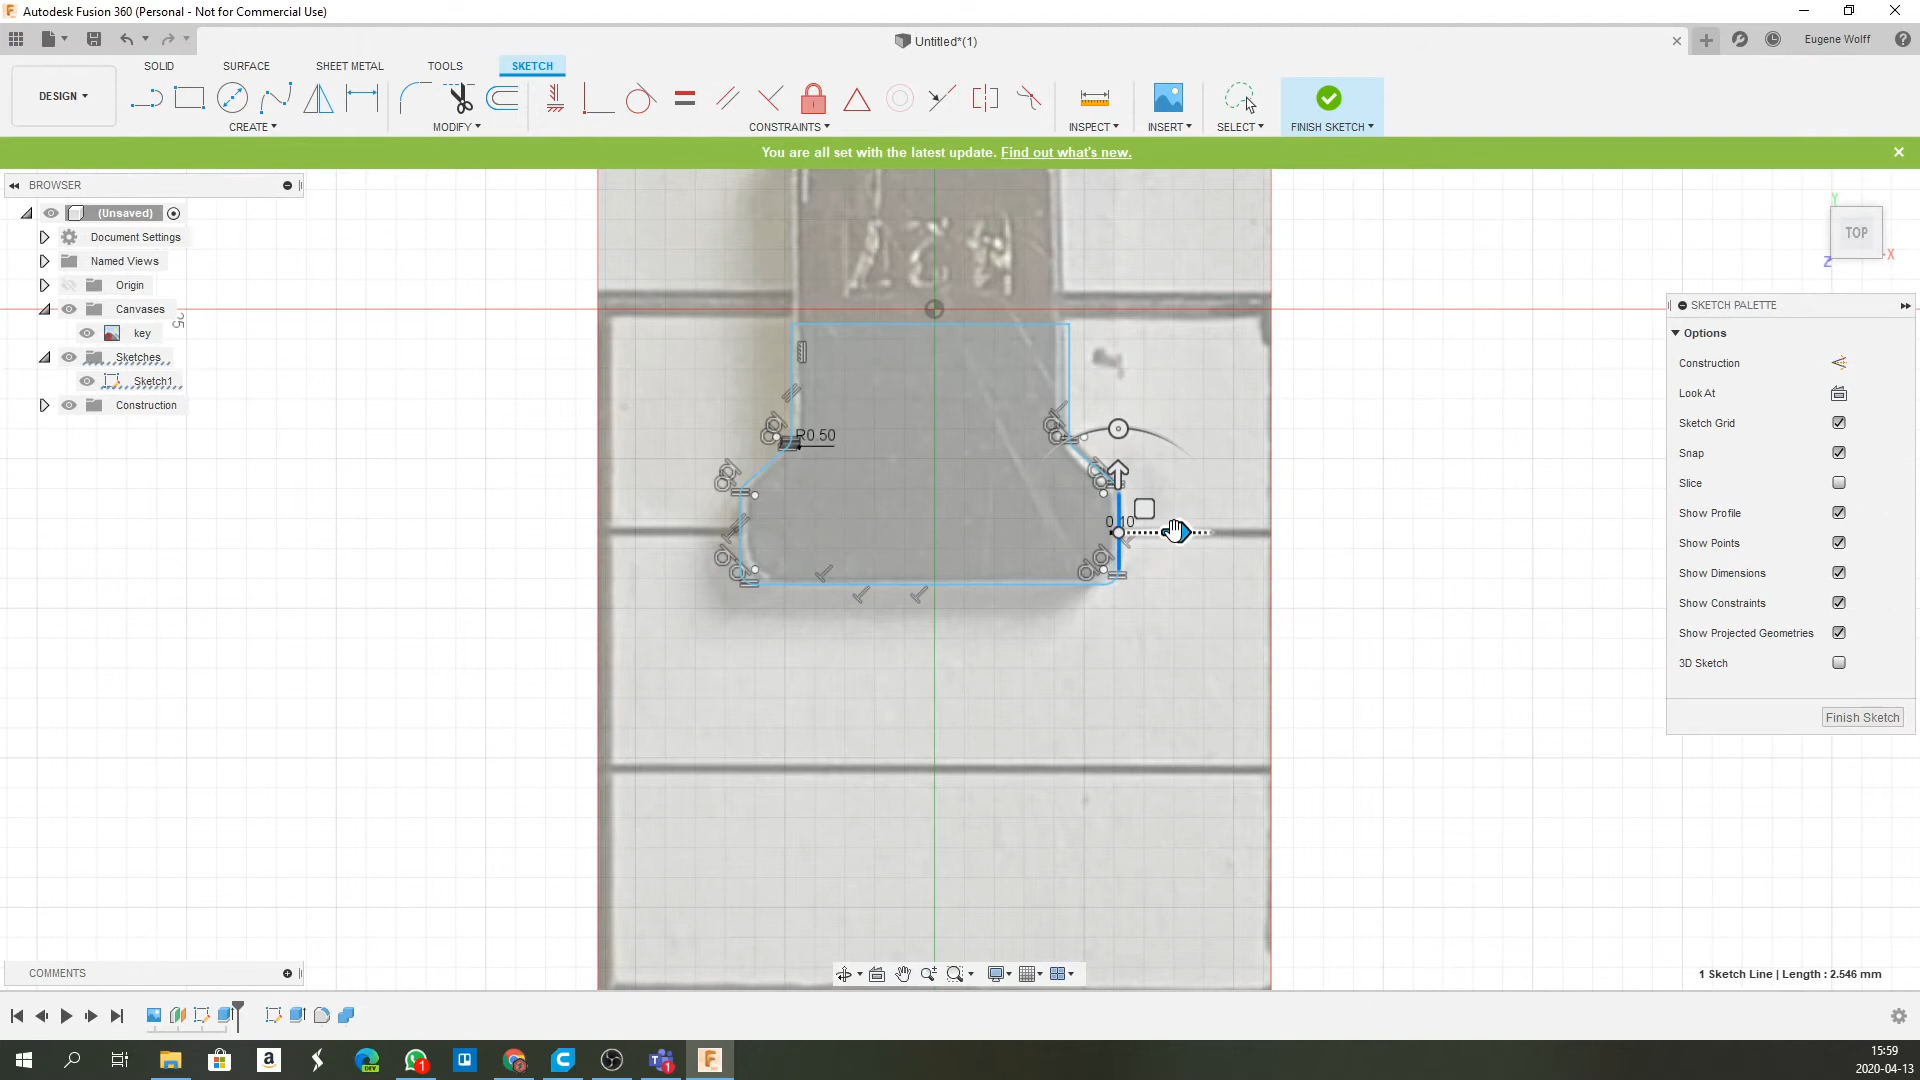 Autodesk Fusion 360 (Personal - Not for Commercial Use)
Untitled*(1)
Eugene Wolff
DESIGN
SOLID
SURFACE
SHEET METAL
TOOLS
SKETCH
CREATE
MODIFY
CONSTRAINTS
INSPECT
INSERT
SELECT
FINISH SKETCH
You are all set with the latest update. Find out what's new.
BROWSER
(Unsaved)
Document Settings
Named Views
Origin
Canvases
key
Sketches
Sketch1
Construction
25
R0.50
0.10
TOP
Y
X
Z
SKETCH PALETTE
Options
Construction
Look At
Sketch Grid
Snap
Slice
Show Profile
Show Points
Show Dimensions
Show Constraints
Show Projected Geometries
3D Sketch
Finish Sketch
COMMENTS
1 Sketch Line | Length : 2.546 mm
15:59
2020-04-13